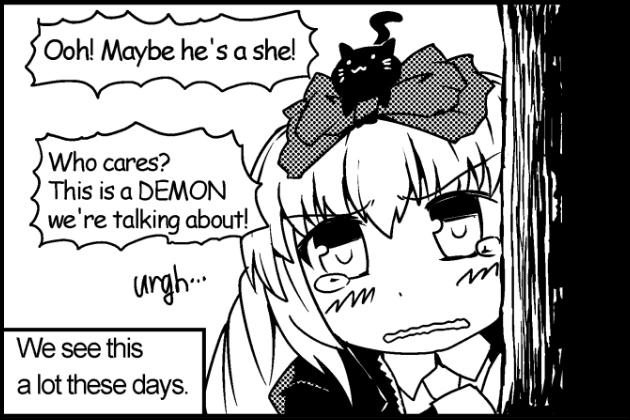 Ooh! Maybe he's a she!
Who cares?
This is a DEMON
we're talking about!
urgh...
We see this
a lot these days.